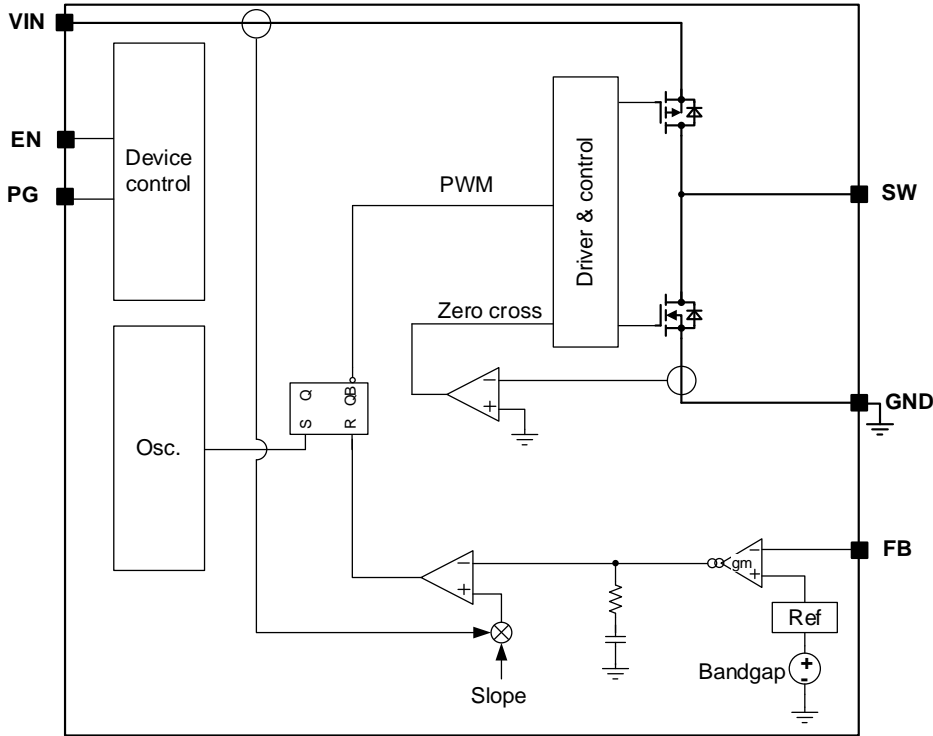 VIN
EN
PG
Device
control
PWM
Driver & control
SW
Zero cross
−
+
GND
Q
QB
S
R
Osc.
FB
−
+
gm
−
+
Ref
Bandgap
+
-
Slope